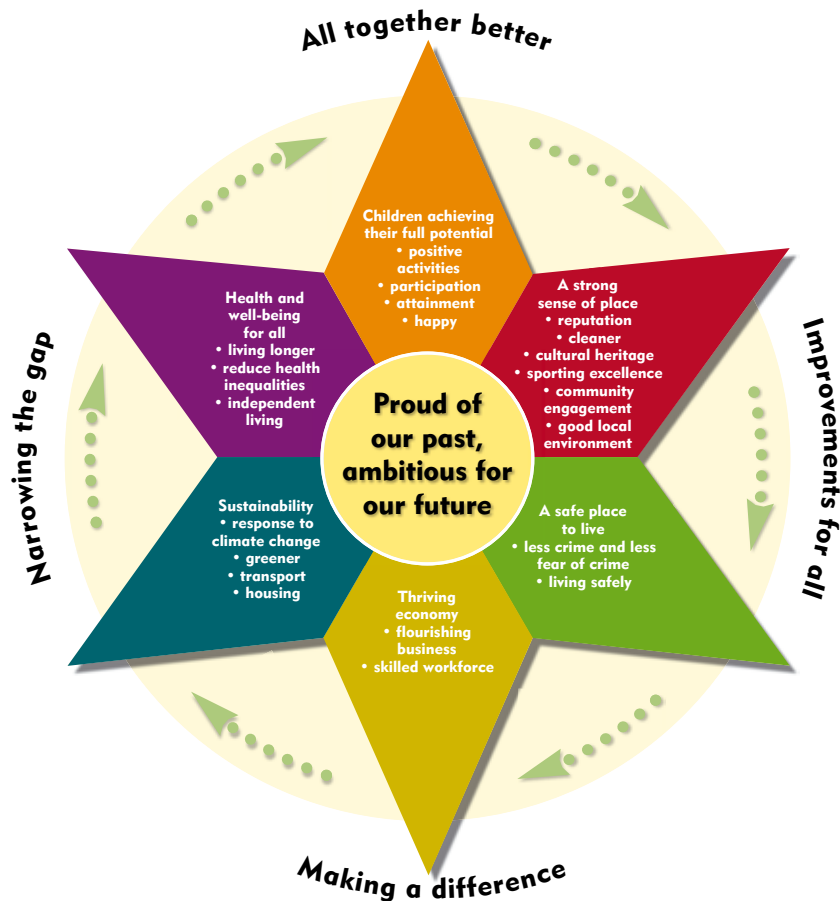 All together better
Children achieving
their full potential
• positive
activities
• participation
• attainment
• happy
A strong
sense of place
• reputation
• cleaner
• cultural heritage
• sporting excellence
• community
engagement
• good local
environment
Improvements for all
A safe place
to live
• less crime and less
fear of crime
• living safely
Thriving
economy
• flourishing
business
• skilled workforce
Making a difference
Sustainability
• response to
climate change
• greener
• transport
• housing
Narrowing the gap
Health and
well-being
for all
• living longer
• reduce health
inequalities
• independent
living
Proud of
our past,
ambitious for
our future